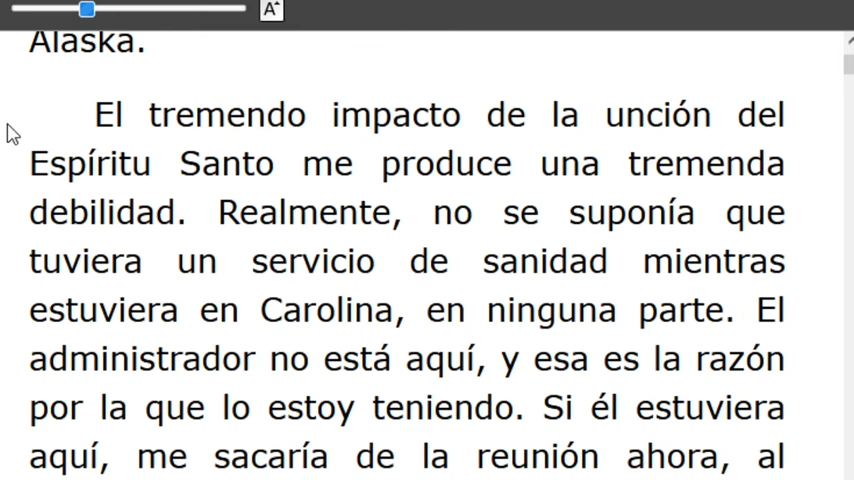 A
Alaska.
El tremendo impacto de la unción del
Espíritu Santo me produce una tremenda
debilidad. Realmente, no se suponía que
tuviera un servicio de sanidad mientras
estuviera en Carolina, en ninguna parte. El
administrador no está aquí, y esa es la razón
por la que lo estoy teniendo. Si él estuviera
aquí, me sacaría de la reunión ahora, al